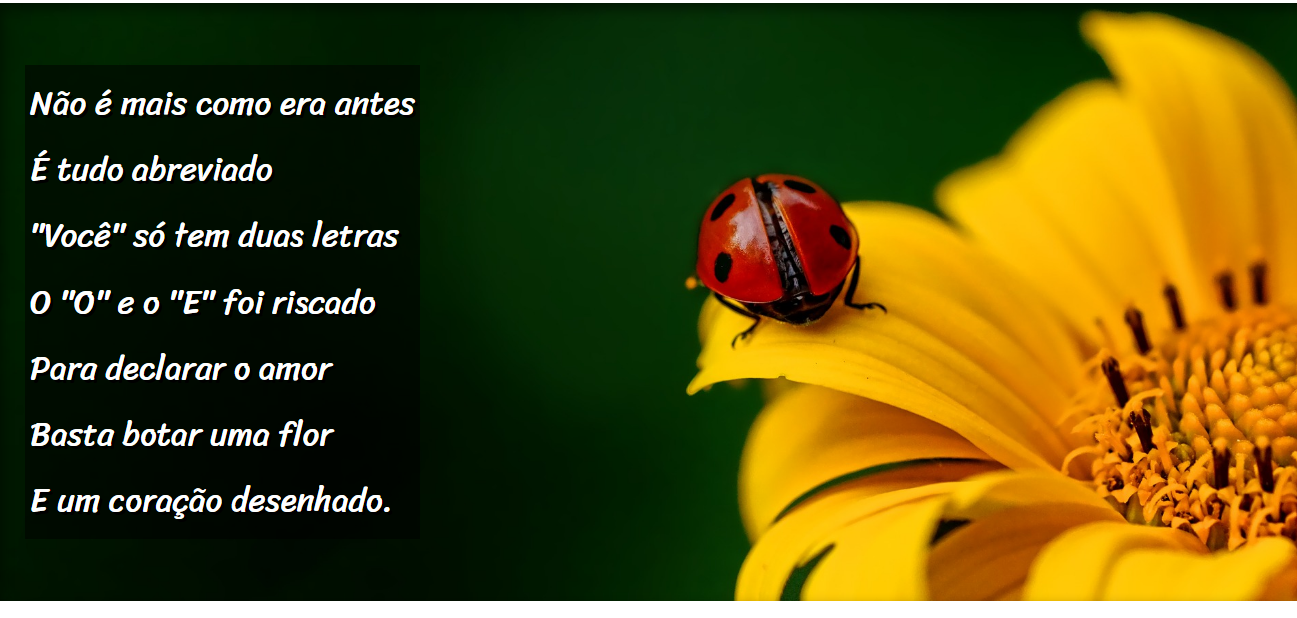 Não é mais como era antes
É tudo abreviado
"Você" só tem duas letras
O "O" e o "E" foi riscado
Para declarar o amor
Basta botar uma flor
E um coração desenhado.